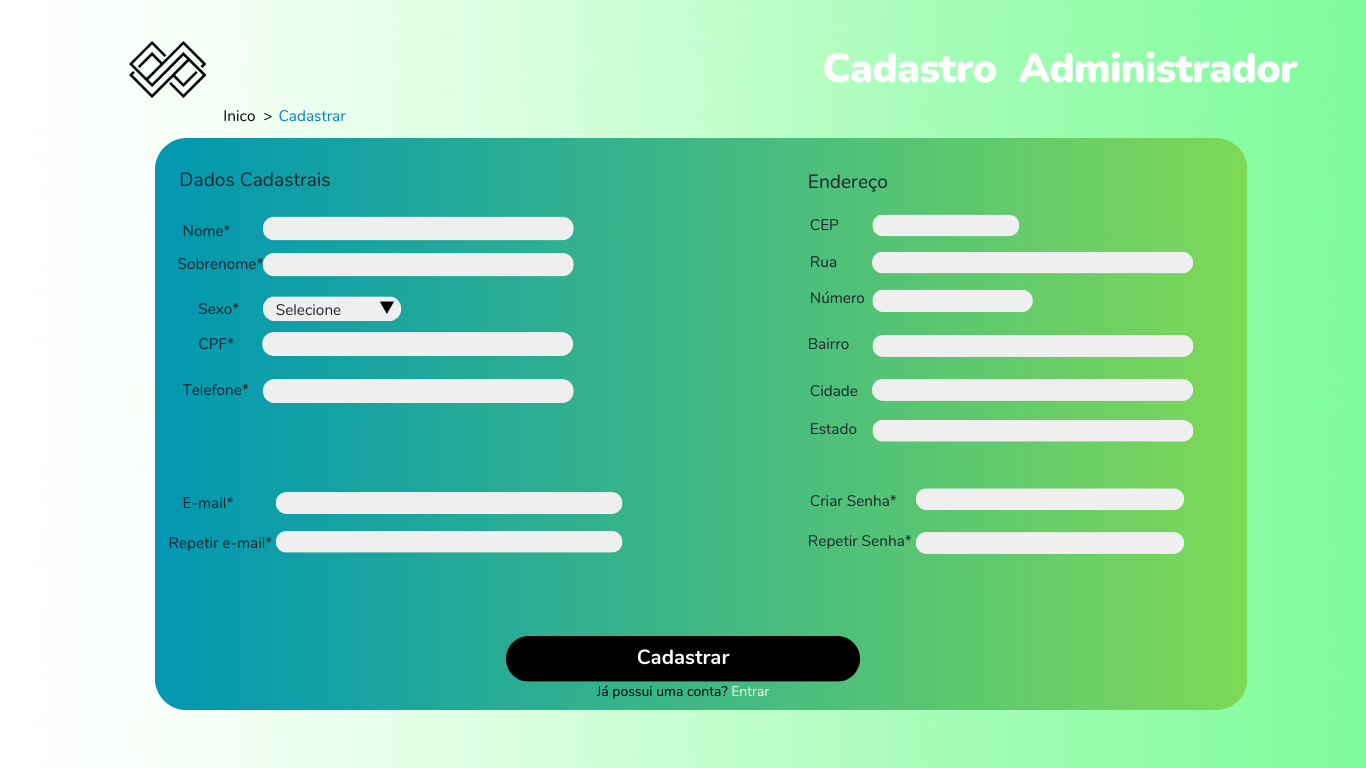 Cadastro Administrador
Inico > Cadastrar
Dados Cadastrais
Nome*
Sobrenome*
Sexo* Selecione
CPF*
Telefone*
E-mail*
Repetir e-mail*
Endereço
CEP
Rua
Número
Bairro
Cidade
Estado
Criar Senha*
Repetir Senha*
Cadastrar
Já possui uma conta? Entrar